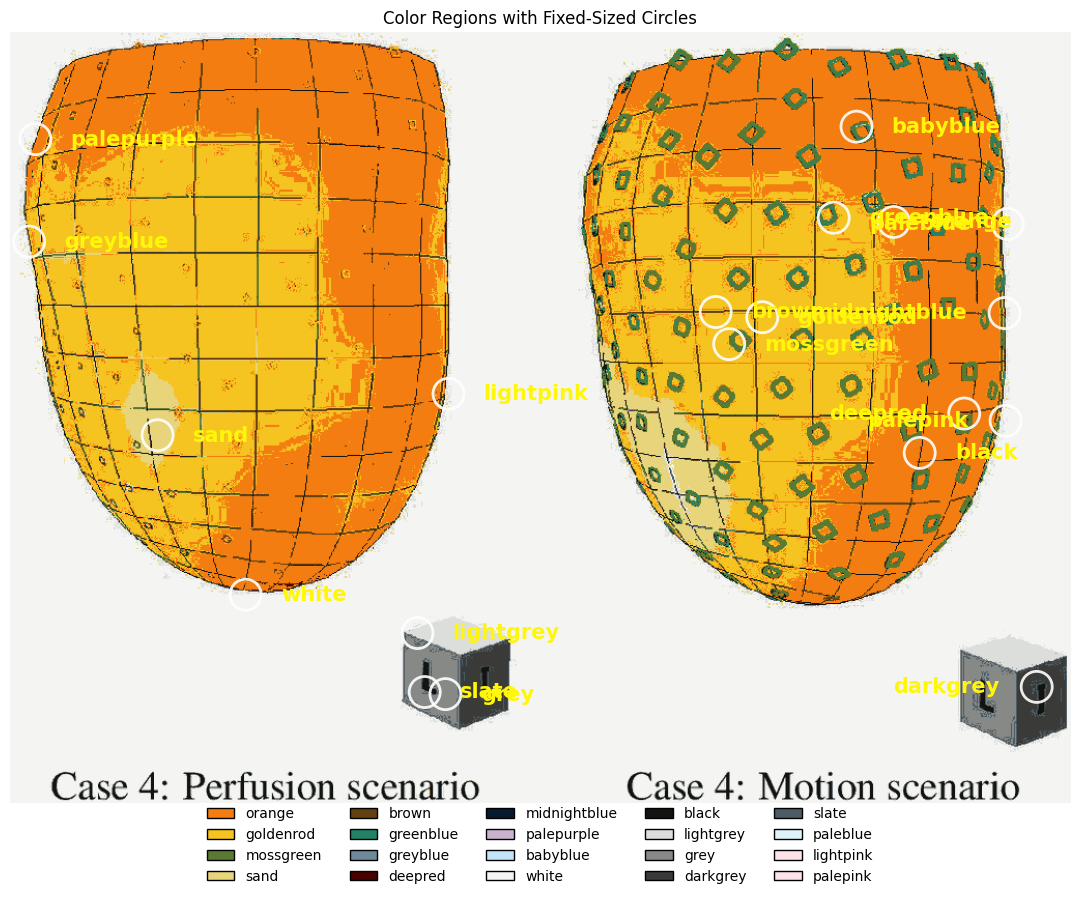 Color Regions with Fixed-Sized Circles
babyblue
palepurple
greenblue
paleblue
orange
greyblue
brown midnightblue
goldenrod
mossgreen
lightpink
deepred
palepink
sand
black
white
lightgrey
L I
slate
grey
darkgrey
L I
Case 4: Perfusion scenario
Case 4: Motion scenario
orange brown midnightblue black slate
goldenrod greenblue palepurple lightgrey paleblue
mossgreen greyblue babyblue grey lightpink
sand deepred white darkgrey palepink